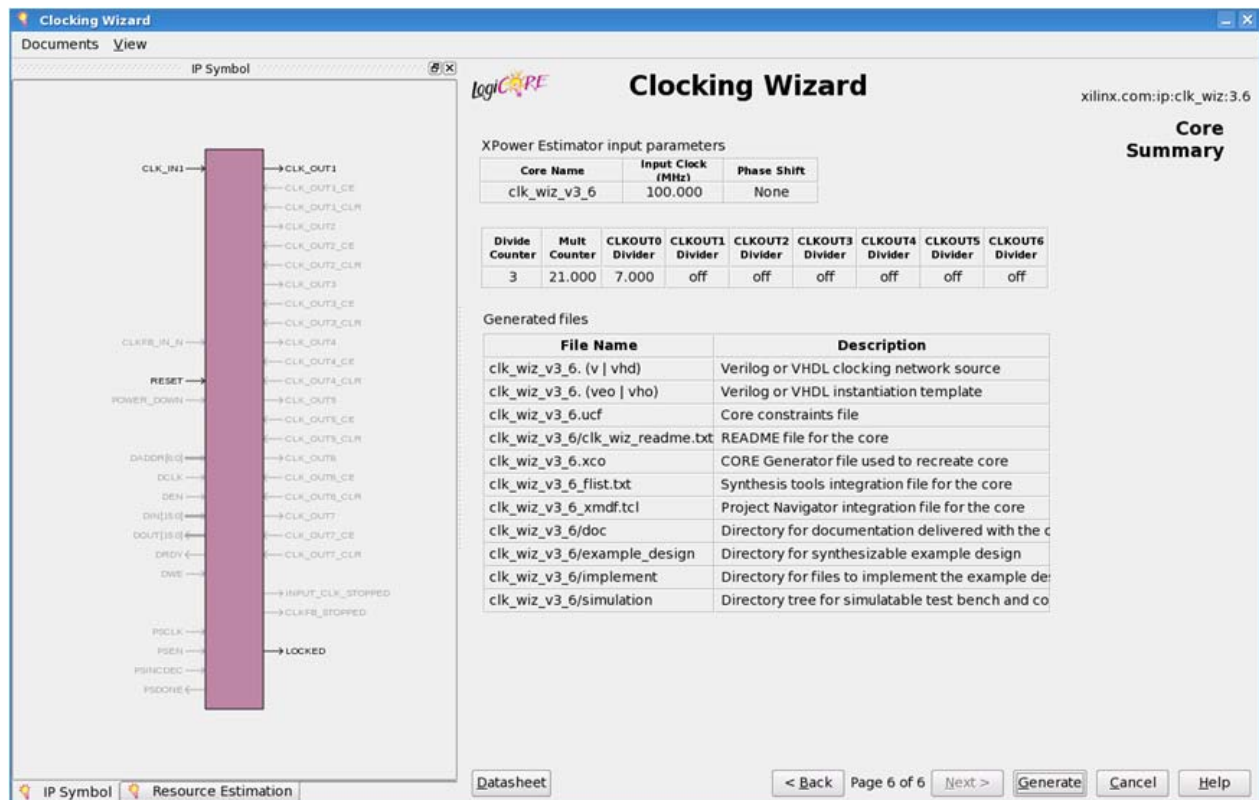 Clocking Wizard
Documents View
IP Symbol
CLK_IN1
CLKFB_IN_N
RESET
POWER_DOWN
DADDR[6:0]
DCLK
DEN
DIN[15:0]
DOUT[15:0]
DRDY
DWE
PSCLK
PSEN
PSINCDEC
PSDONE
CLK_OUT1
CLK_OUT1_CE
CLK_OUT1_CLR
CLK_OUT2
CLK_OUT2_CE
CLK_OUT2_CLR
CLK_OUT3
CLK_OUT3_CE
CLK_OUT3_CLR
CLK_OUT4
CLK_OUT4_CE
CLK_OUT4_CLR
CLK_OUT5
CLK_OUT5_CE
CLK_OUT5_CLR
CLK_OUT6
CLK_OUT6_CE
CLK_OUT6_CLR
CLK_OUT7
CLK_OUT7_CE
CLK_OUT7_CLR
INPUT_CLK_STOPPED
CLKFB_STOPPED
LOCKED
IP Symbol Resource Estimation
LogiCORE
Clocking Wizard
xilinx.com:ip:clk_wiz:3.6
Core
Summary
XPower Estimator input parameters
Core Name Input Clock (MHz) Phase Shift
clk_wiz_v3_6 100.000 None
Divide Counter Mult Counter CLKOUT0 Divider CLKOUT1 Divider CLKOUT2 Divider CLKOUT3 Divider CLKOUT4 Divider CLKOUT5 Divider CLKOUT6 Divider
3 21.000 7.000 off off off off off off
Generated files
File Name Description
clk_wiz_v3_6. (v | vhd) Verilog or VHDL clocking network source
clk_wiz_v3_6. (veo | vho) Verilog or VHDL instantiation template
clk_wiz_v3_6.ucf Core constraints file
clk_wiz_v3_6/clk_wiz_readme.txt README file for the core
clk_wiz_v3_6.xco CORE Generator file used to recreate core
clk_wiz_v3_6_flist.txt Synthesis tools integration file for the core
clk_wiz_v3_6_xmdf.tcl Project Navigator integration file for the core
clk_wiz_v3_6/doc Directory for documentation delivered with the c
clk_wiz_v3_6/example_design Directory for synthesizable example design
clk_wiz_v3_6/implement Directory for files to implement the example de
clk_wiz_v3_6/simulation Directory tree for simulatable test bench and co
Datasheet < Back Page 6 of 6 Next > Generate Cancel Help